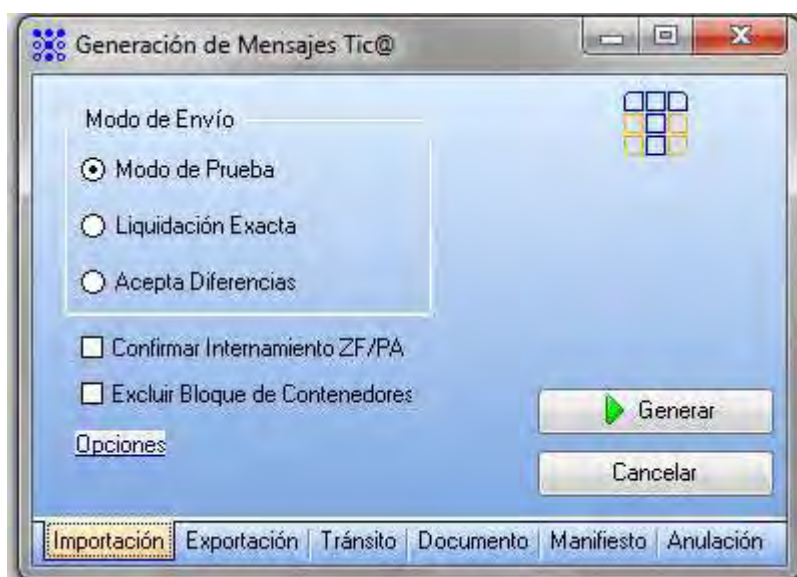 Generación de Mensajes Tic@
Modo de Envío
Modo de Prueba
Liquidación Exacta
Acepta Diferencias
Confirmar Internamiento ZF/PA
Excluir Bloque de Contenedores
Opciones
Generar
Cancelar
Importación Exportación Tránsito Documento Manifiesto Anulación